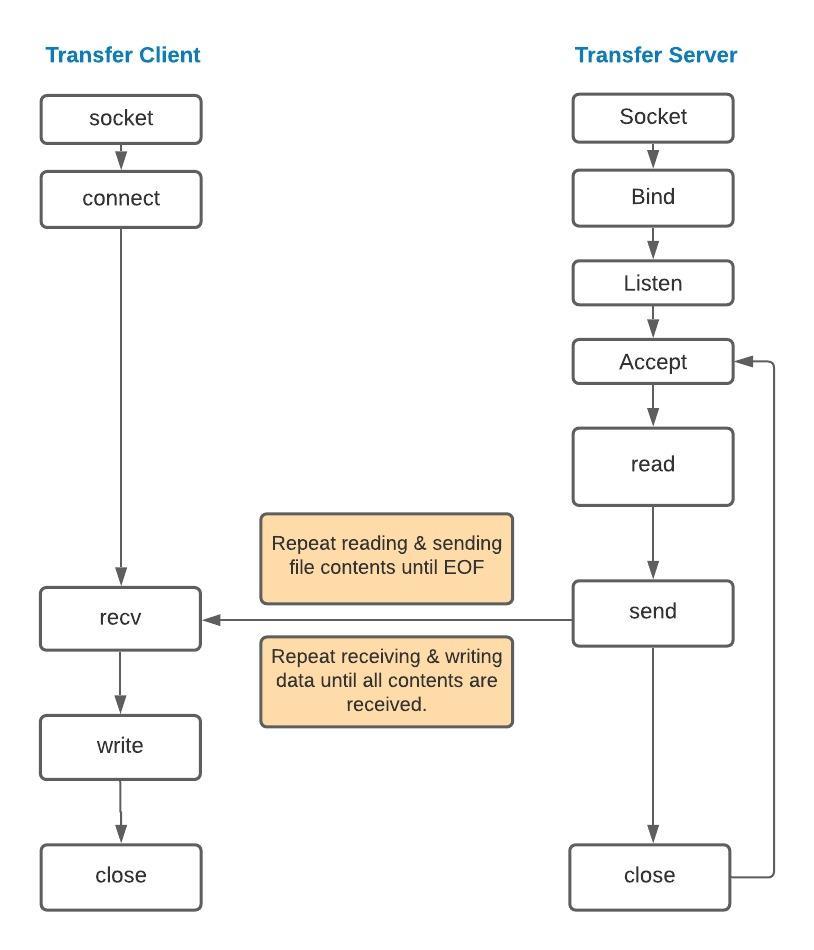 Transfer Client
Transfer Server
socket
Socket
connect
Bind
Listen
Accept
read
Repeat reading & sending
file contents until EOF
recv
send
Repeat receiving & writing
data until all contents are
received.
write
close
close